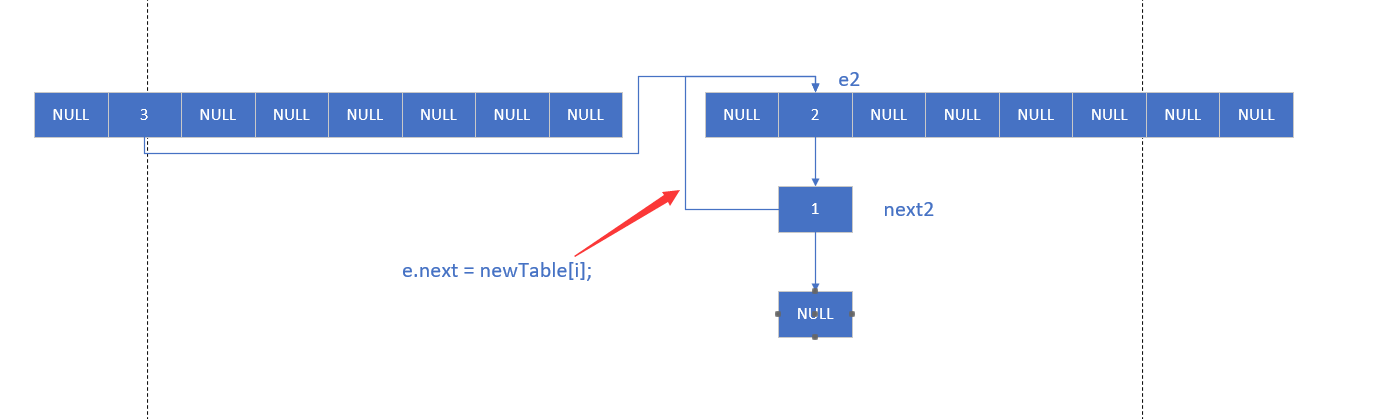 e2
NULL 3 NULL NULL NULL NULL NULL NULL
NULL 2 NULL NULL NULL NULL NULL NULL
1
next2
e.next = newTable[i];
NULL